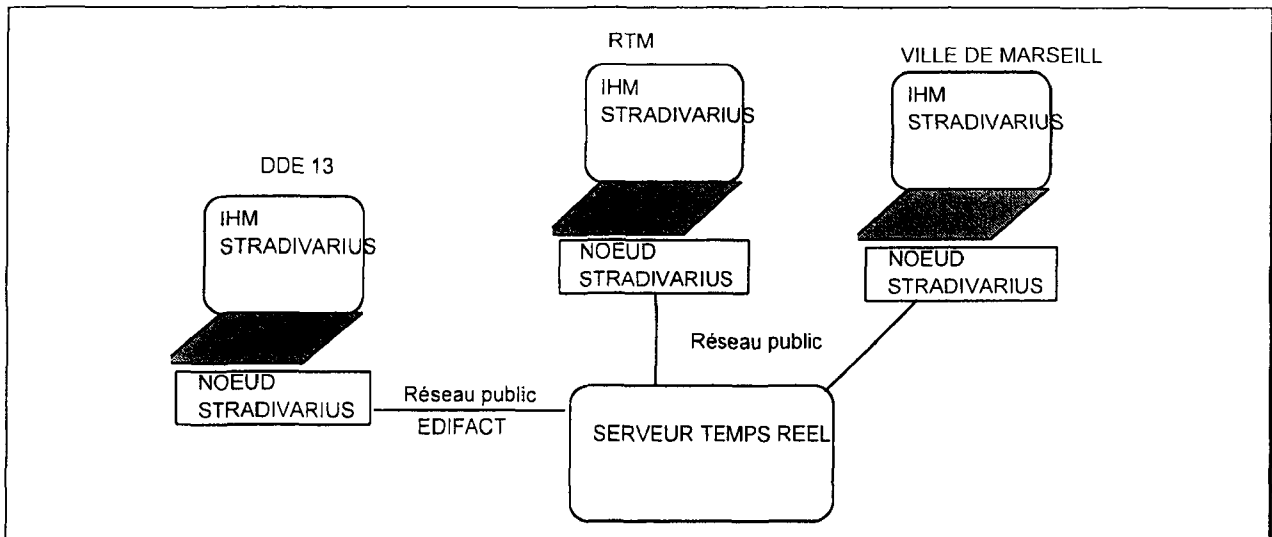 RTM
VILLE DE MARSEILL
IHM
STRADIVARIUS
IHM
STRADIVARIUS
DDE 13
IHM
STRADIVARIUS
NOEUD
STRADIVARIUS
NOEUD
STRADIVARIUS
Réseau public
NOEUD
STRADIVARIUS
Réseau public
EDIFACT
SERVEUR TEMPS REEL